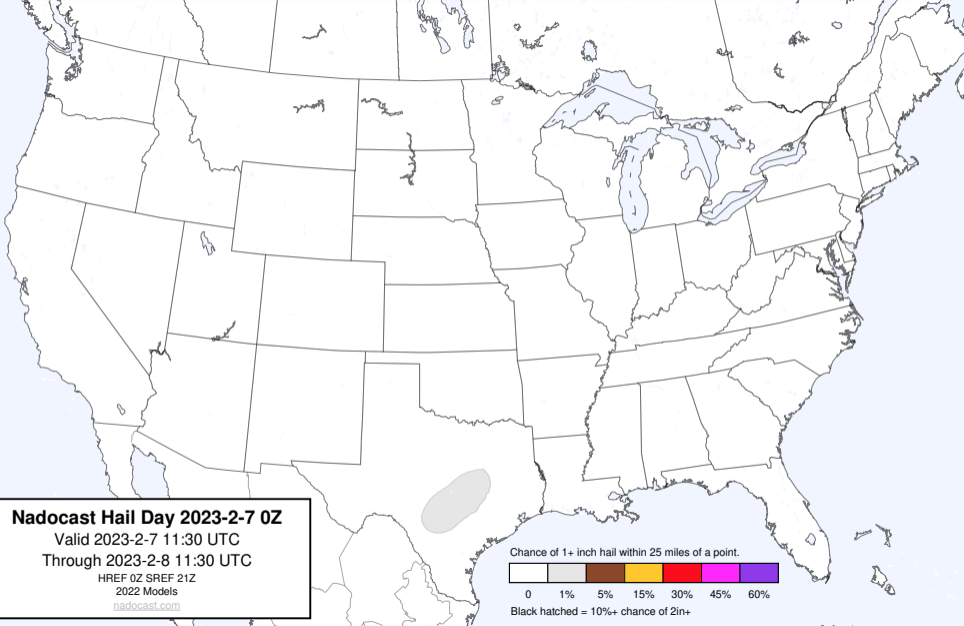 Nadocast Hail Day 2023-2-7 0Z
Valid 2023-2-7 11:30 UTC
Through 2023-2-8 11:30 UTC
HREF 0Z SREF 21Z
2022 Models
nadocast.com
Chance of 1+ inch hail within 25 miles of a point.
0 1% 5% 15% 30% 45% 60%
Black hatched = 10%+ chance of 2in+